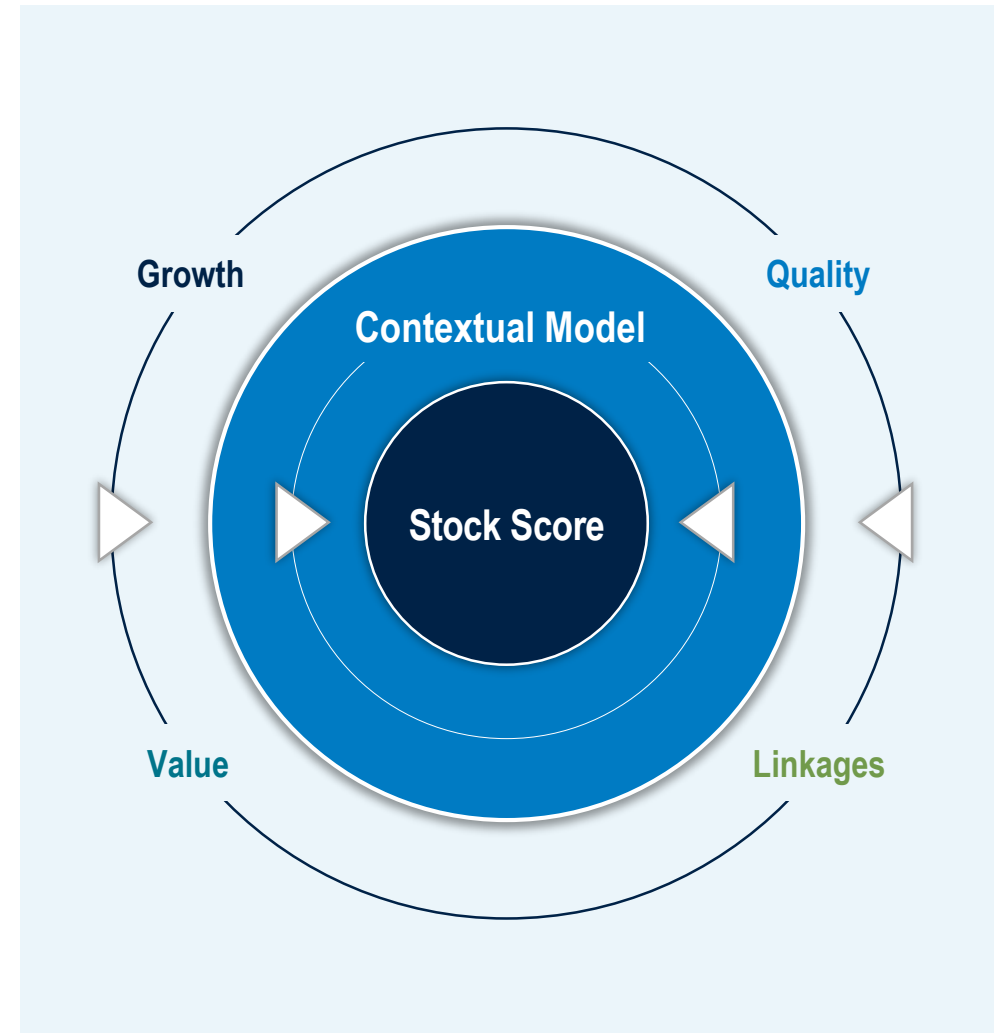 Growth
Quality
Contextual Model
Stock Score
Value
Linkages